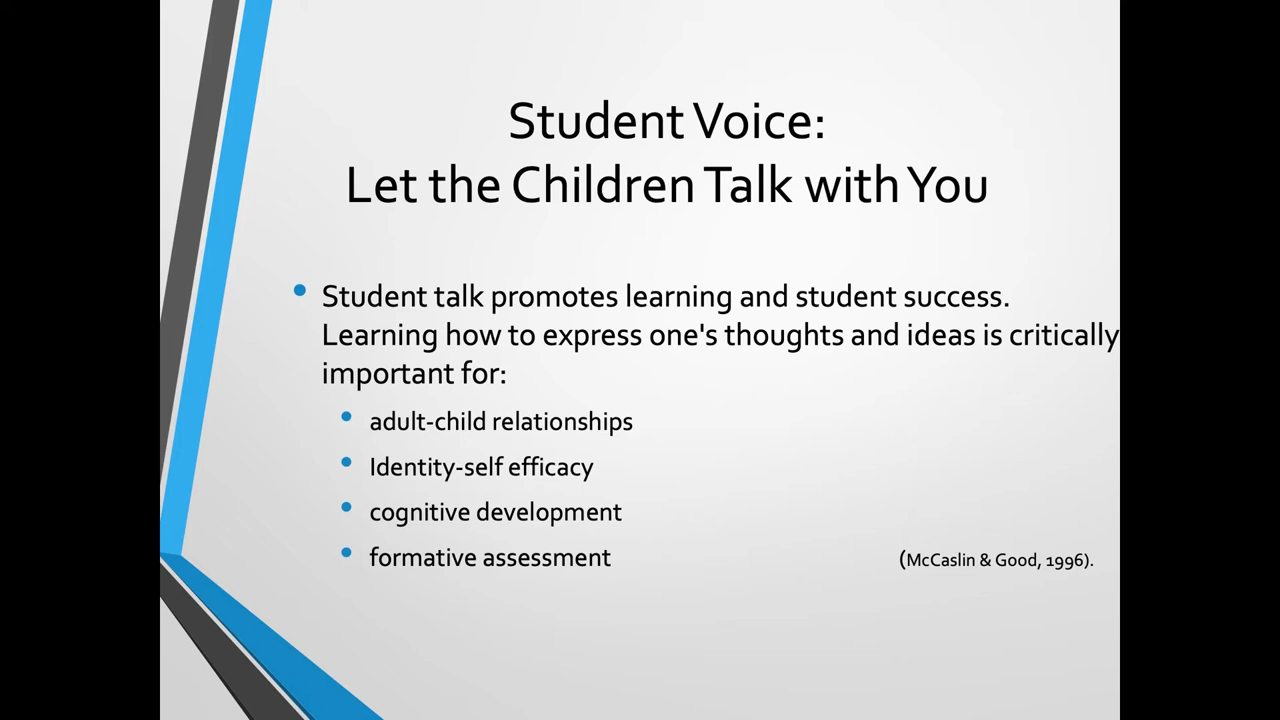 Student Voice:
Let the Children Talk with You
• Student talk promotes learning and student success.
Learning how to express one's thoughts and ideas is critically
important for:
• adult-child relationships
• Identity-self efficacy
• cognitive development
• formative assessment (McCaslin & Good, 1996).